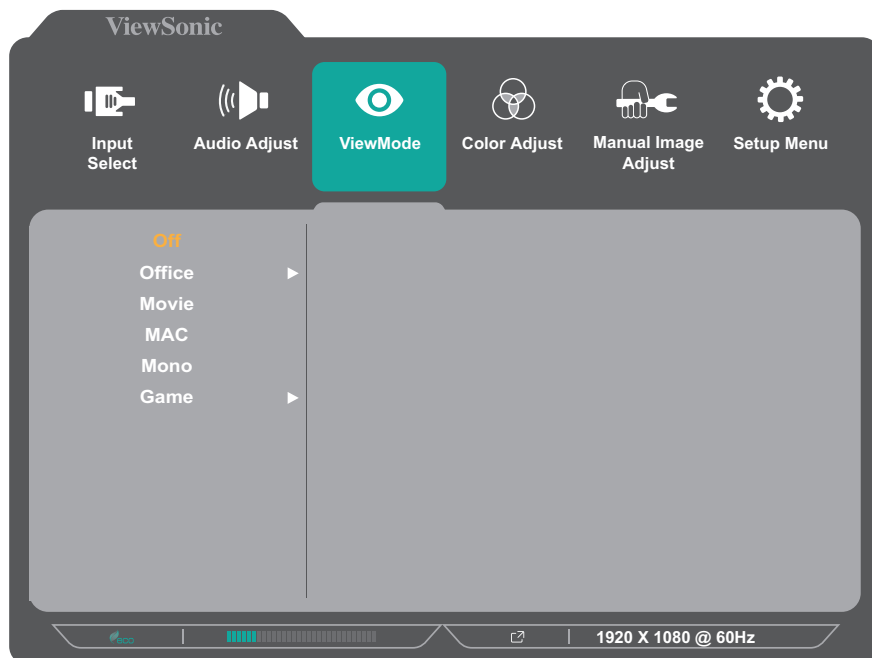 ViewSonic
Input
Select
Audio Adjust
ViewMode
Color Adjust
Manual Image
Adjust
Setup Menu
Off
Office
Movie
MAC
Mono
Game
eco
1920 X 1080 @ 60Hz